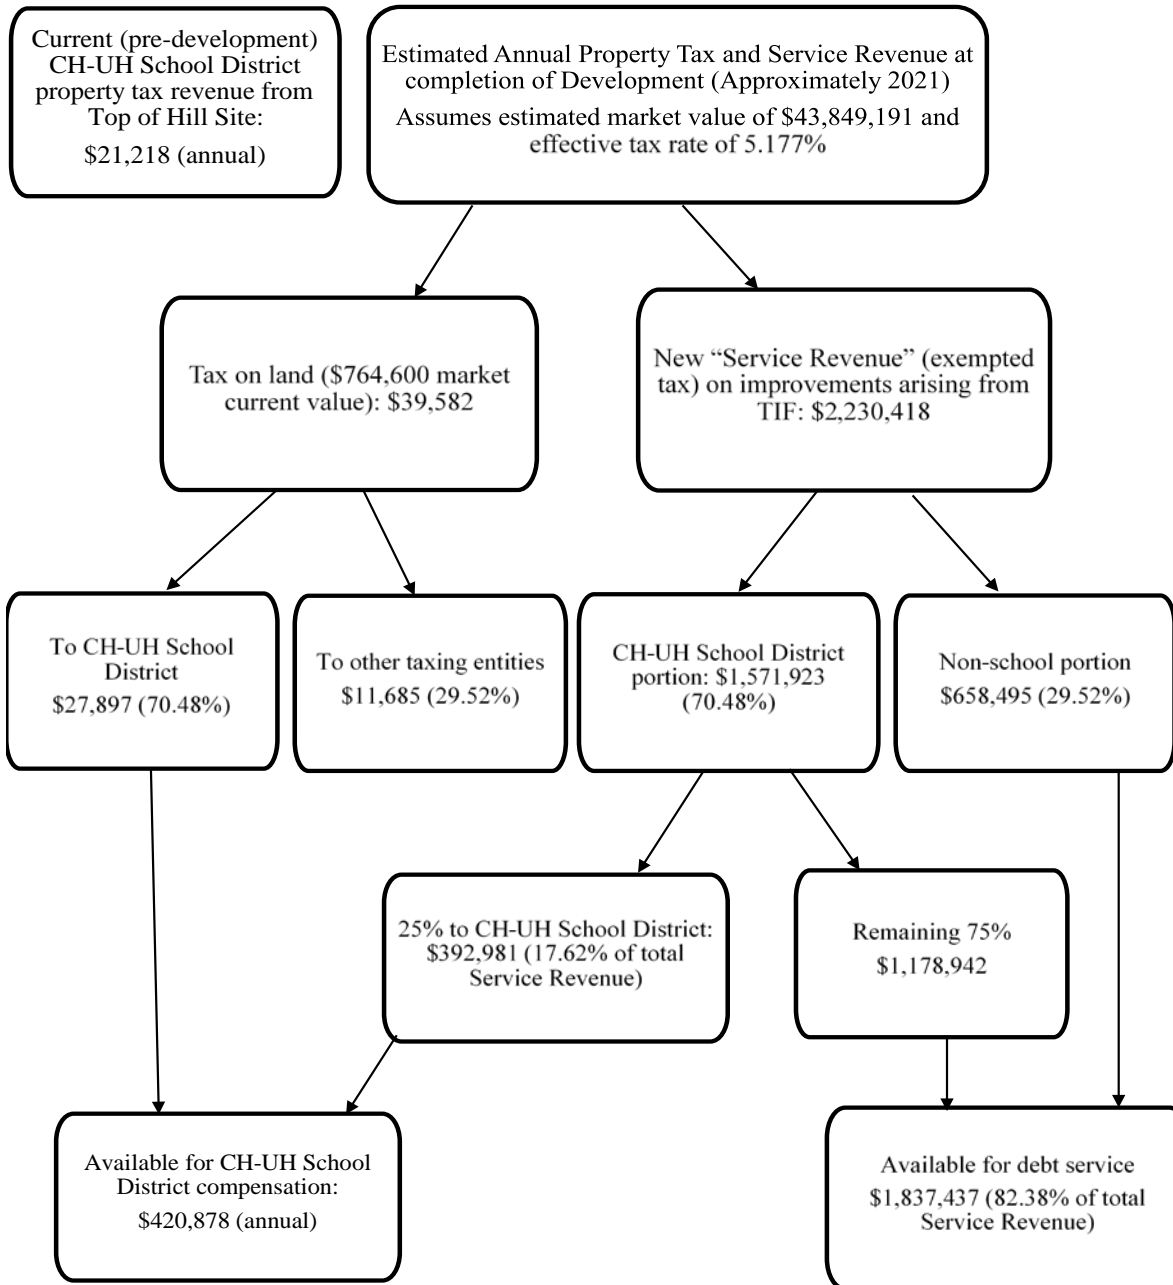 Current (pre-development)
CH-UH School District
property tax revenue from
Top of Hill Site:
$21,218 (annual)
Estimated Annual Property Tax and Service Revenue at
completion of Development (Approximately 2021)
Assumes estimated market value of $43,849,191 and
effective tax rate of 5.177%
Tax on land ($764,600 market
current value): $39,582
New “Service Revenue” (exempted
tax) on improvements arising from
TIF: $2,230,418
To CH-UH School
District
$27,897 (70.48%)
To other taxing entities
$11,685 (29.52%)
CH-UH School District
portion: $1,571,923
(70.48%)
Non-school portion
$658,495 (29.52%)
25% to CH-UH School District:
$392,981 (17.62% of total
Service Revenue)
Remaining 75%
$1,178,942
Available for CH-UH School
District compensation:
$420,878 (annual)
Available for debt service
$1,837,437 (82.38% of total
Service Revenue)